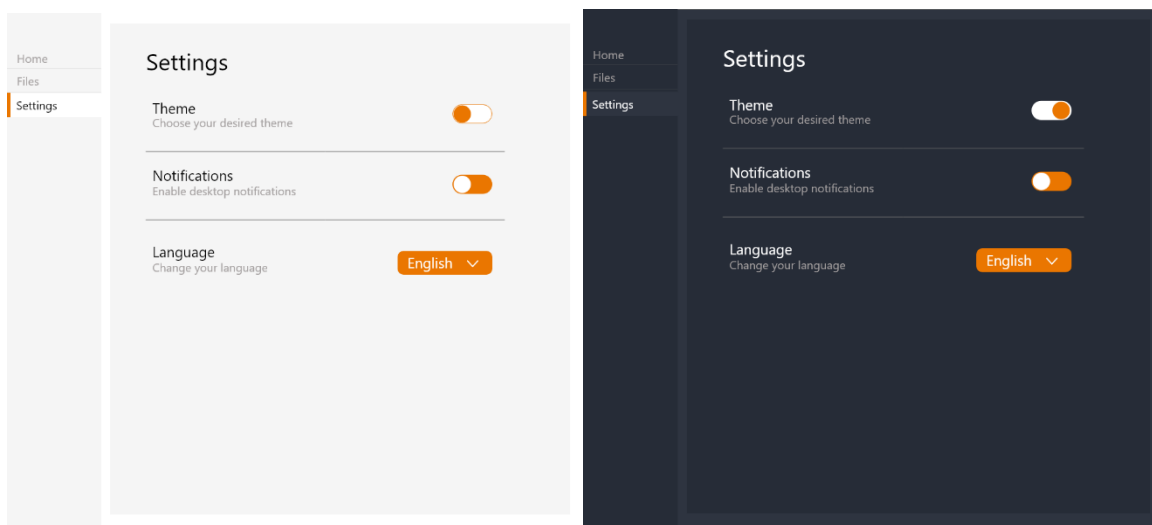 Home
Files
Settings
Settings
Theme
Choose your desired theme
Notifications
Enable desktop notifications
Language
Change your language
English
Home
Files
Settings
Settings
Theme
Choose your desired theme
Notifications
Enable desktop notifications
Language
Change your language
English